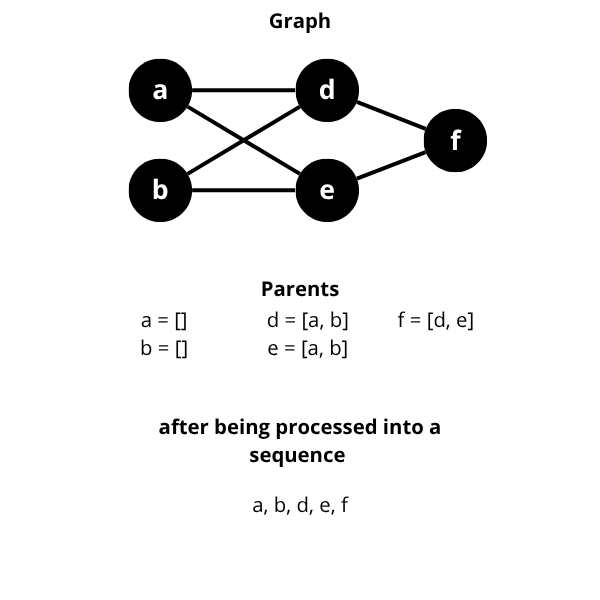 Graph
a
d
f
b
e
Parents
a = [] d = [a, b] f = [d, e]
b = [] e = [a, b]
after being processed into a
sequence
a, b, d, e, f